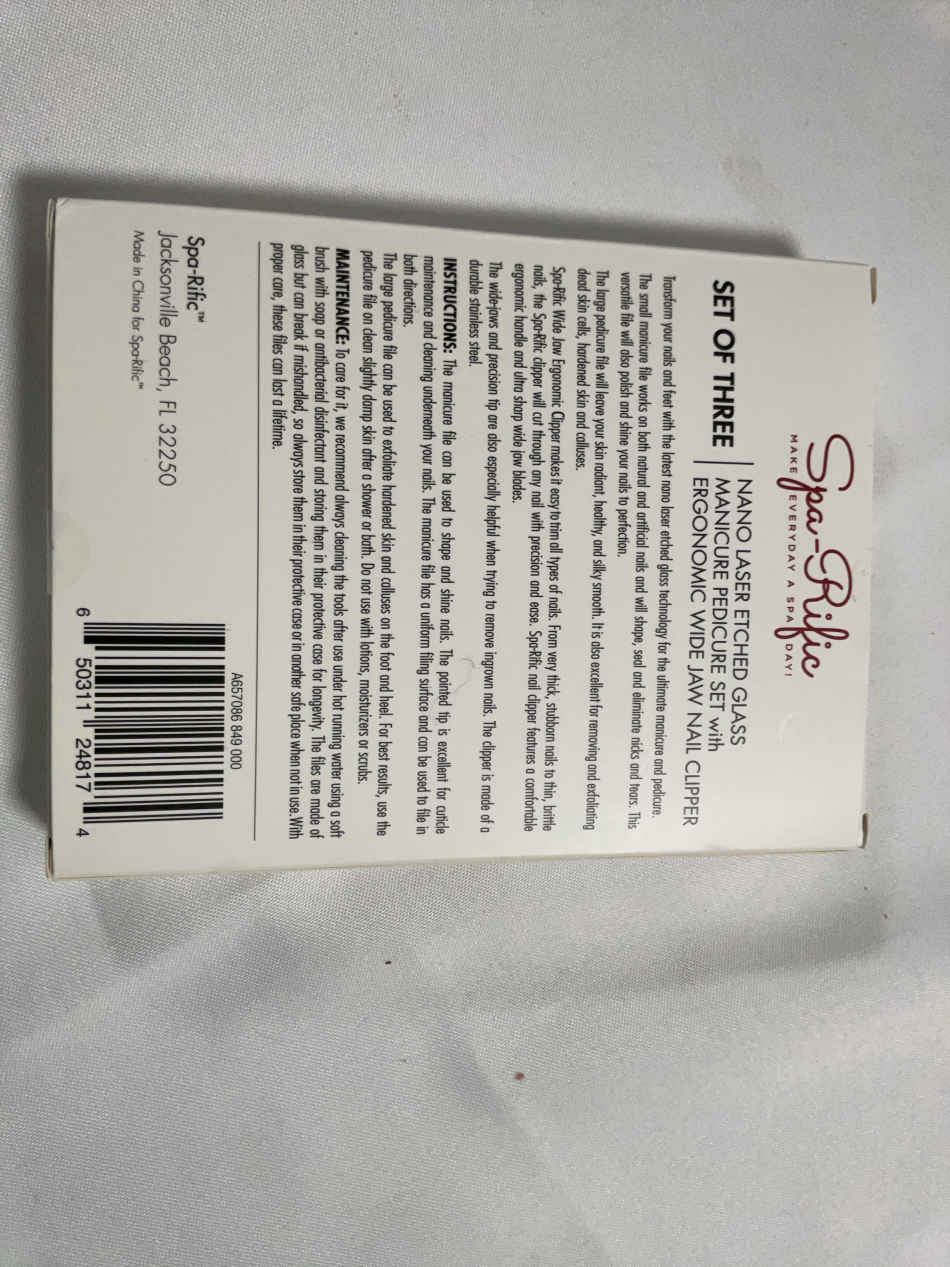 Spa-Rific
MAKE EVERYDAY A SPA DAY!
SET OF THREE
NANO LASER ETCHED GLASS
MANICURE PEDICURE SET with
ERGONOMIC WIDE JAW NAIL CLIPPER
Transform your nails and feet with the latest nano laser etched glass technology for the ultimate manicure and pedicure.
The small manicure file works on both natural and artificial nails and will shape, seal and eliminate nicks and tears. This
versatile file will also polish and shine your nails to perfection.
The large pedicure file will leave your skin radiant, healthy, and silky smooth. It is also excellent for removing and exfoliating
dead skin cells, hardened skin and calluses.
Spa-Rific Wide Jaw Ergonomic Clipper makes it easy to trim all types of nails. From very thick, stubborn nails to thin, brittle
nails, the Spa-Rific clipper will cut through any nail with precision and ease. Spa-Rific nail clipper features a comfortable
ergonomic handle and ultra sharp wide jaw blades.
The wide-jaws and precision tip are also especially helpful when trying to remove ingrown nails. The clipper is made of a
durable stainless steel.
INSTRUCTIONS: The manicure file can be used to shape and shine nails. The pointed tip is excellent for cuticle
maintenance and cleaning underneath your nails. The manicure file has a uniform filing surface and can be used to file in
both directions.
The large pedicure file can be used to exfoliate hardened skin and calluses on the foot and heel. For best results, use the
pedicure file on clean slightly damp skin after a shower or bath. Do not use with lotions, moisturizers or scrubs.
MAINTENANCE: To care for it, we recommend always cleaning the tools after use under hot running water using a soft
brush with soap or antibacterial disinfectant and storing them in their protective case for longevity. The files are made of
glass but can break if mishandled, so always store them in their protective case or in another safe place when not in use. With
proper care, these files can last a lifetime.
Spa-Rific™
Jacksonville Beach, FL 32250
Made in China for Spa-Rific™
A657086 849 000
6 50311 24817 4